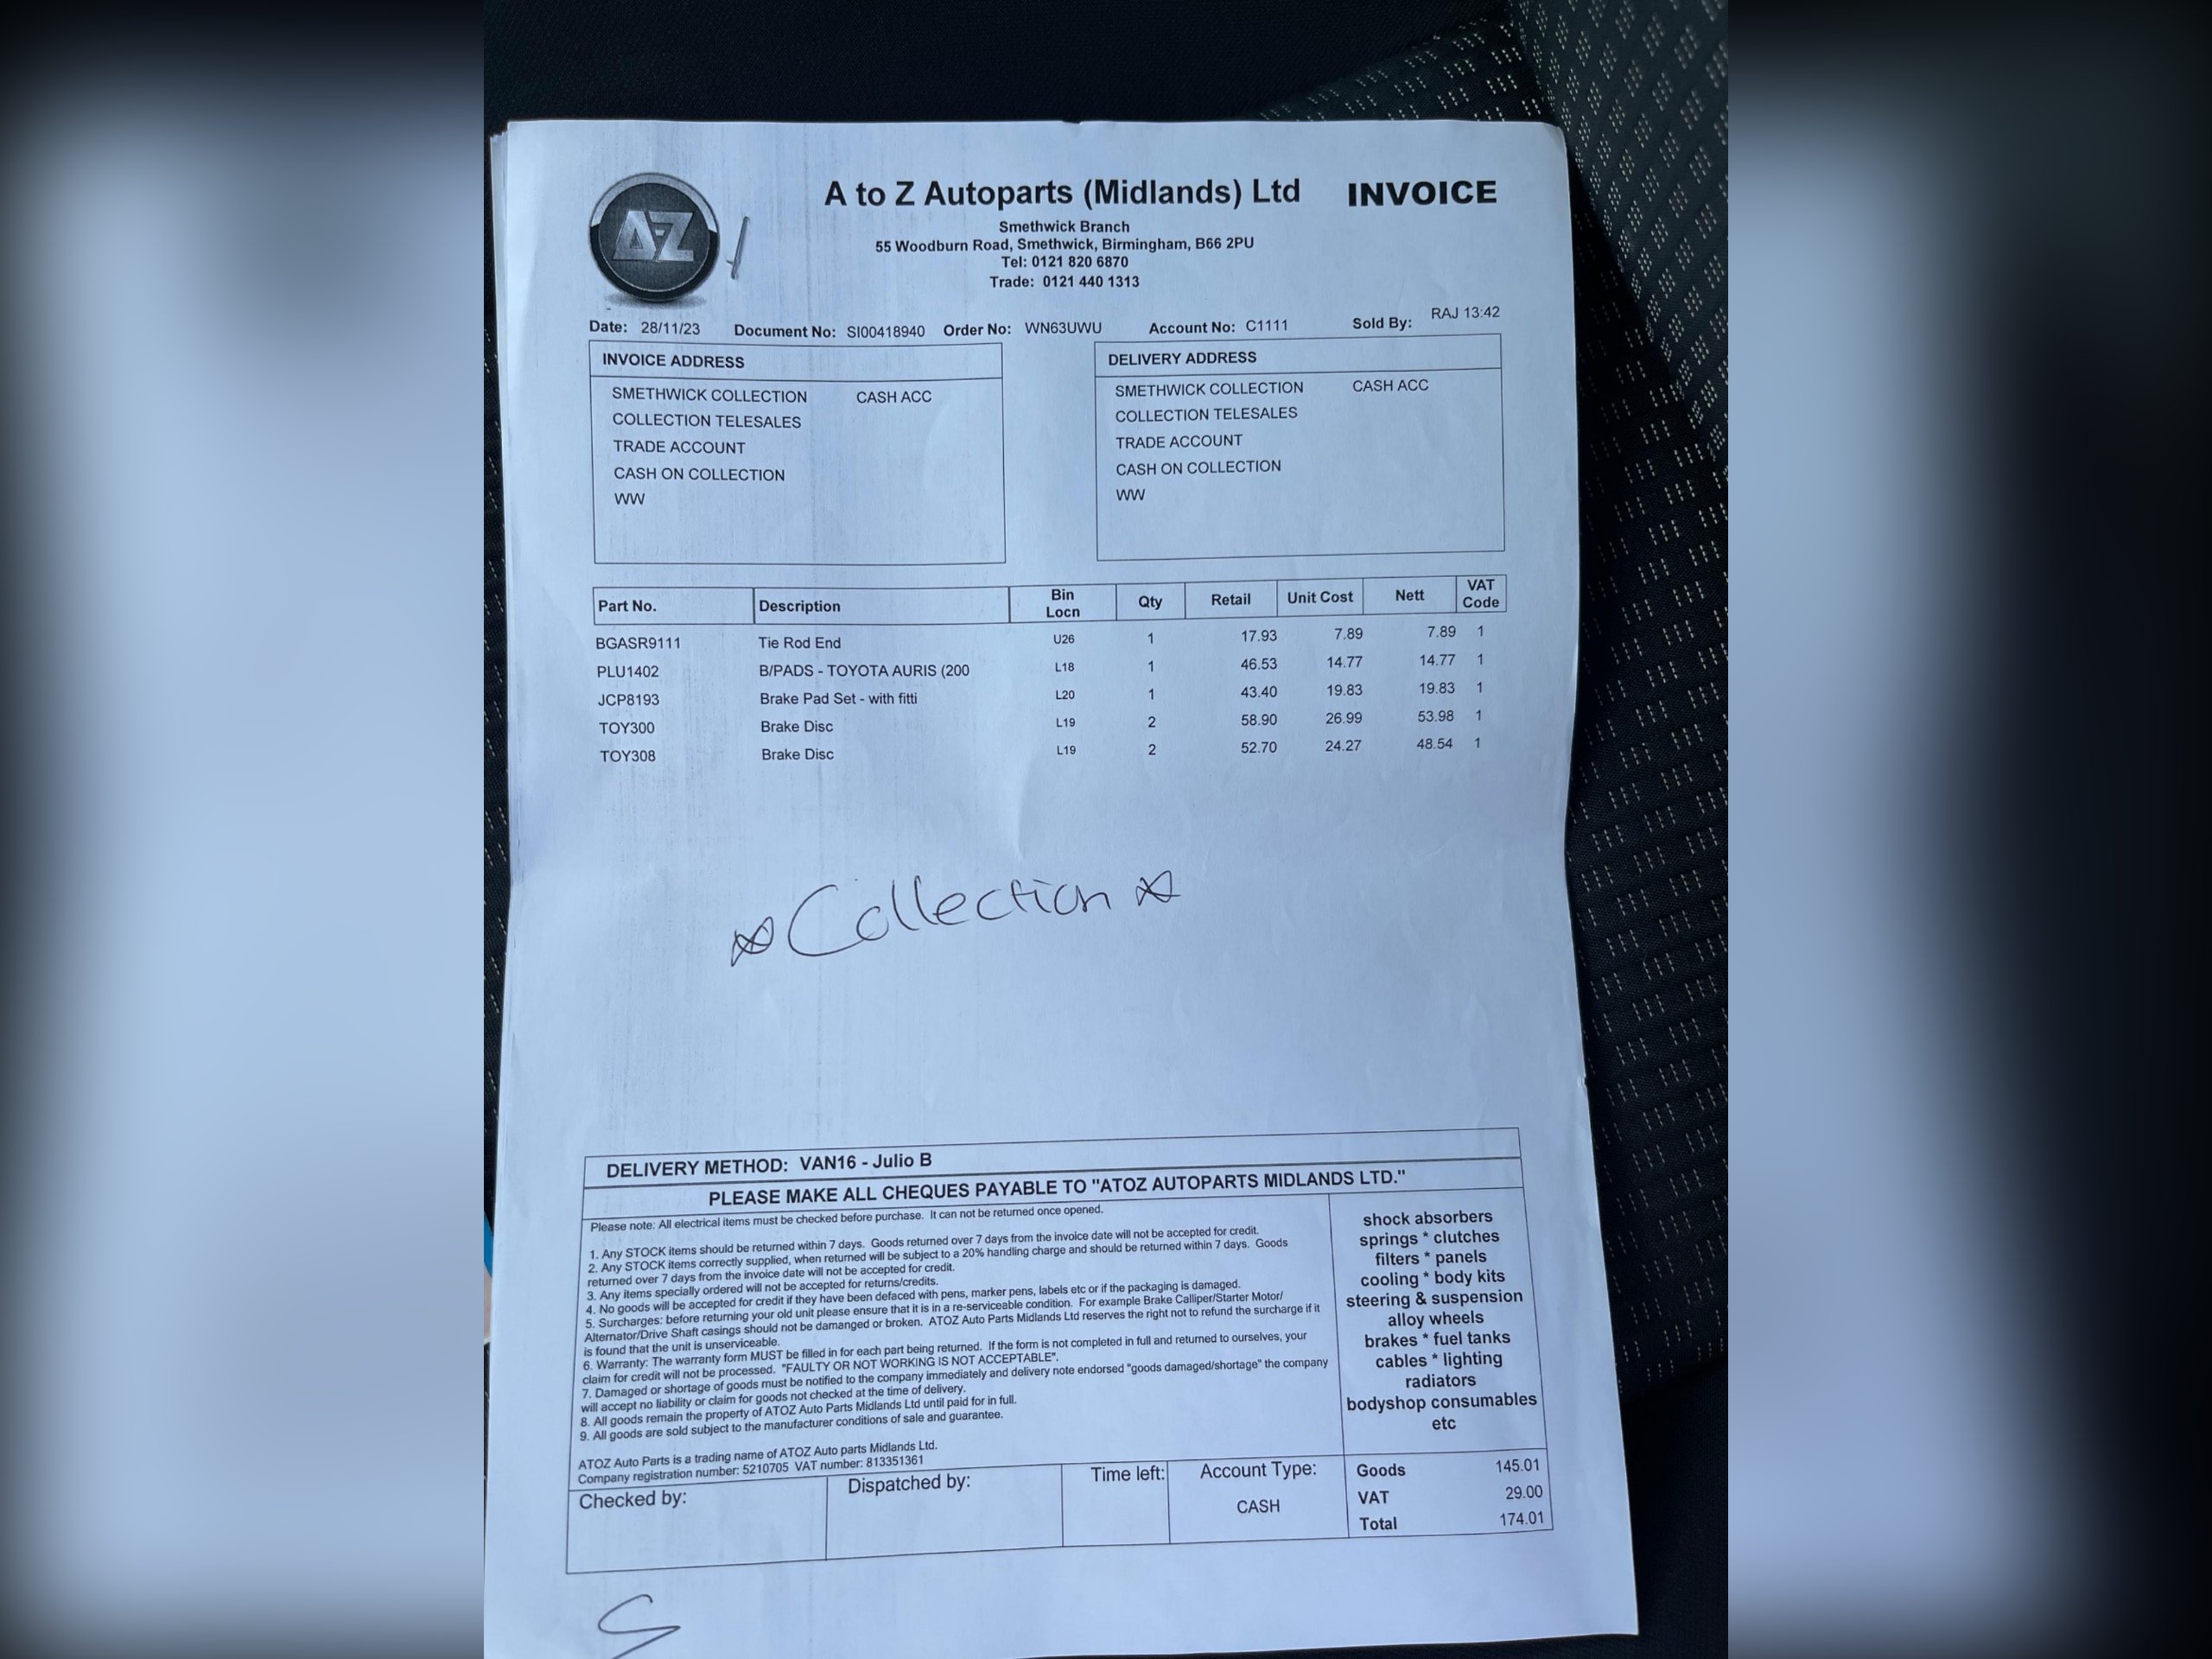 A-Z
A to Z Autoparts (Midlands) Ltd INVOICE
Smethwick Branch
55 Woodburn Road, Smethwick, Birmingham, B66 2PU
Tel: 0121 820 6870
Trade: 0121 440 1313
Date: 28/11/23 Document No: SI00418940 Order No: WN63UWU Account No: C1111 Sold By: RAJ 13:42
INVOICE ADDRESS
SMETHWICK COLLECTION CASH ACC
COLLECTION TELESALES
TRADE ACCOUNT
CASH ON COLLECTION
WW
DELIVERY ADDRESS
SMETHWICK COLLECTION CASH ACC
COLLECTION TELESALES
TRADE ACCOUNT
CASH ON COLLECTION
WW
Part No. Description Bin Locn Qty Retail Unit Cost Nett VAT Code
BGASR9111 Tie Rod End U26 1 17.93 7.89 7.89 1
PLU1402 B/PADS - TOYOTA AURIS (200 L18 1 46.53 14.77 14.77 1
JCP8193 Brake Pad Set - with fitti L20 1 43.40 19.83 19.83 1
TOY300 Brake Disc L19 2 58.90 26.99 53.98 1
TOY308 Brake Disc L19 2 52.70 24.27 48.54 1
Collection
DELIVERY METHOD: VAN16 - Julio B
PLEASE MAKE ALL CHEQUES PAYABLE TO "ATOZ AUTOPARTS MIDLANDS LTD."
Please note: All electrical items must be checked before purchase. It can not be returned once opened.
1. Any STOCK items should be returned within 7 days. Goods returned over 7 days from the invoice date will not be accepted for credit.
2. Any STOCK items correctly supplied, when returned will be subject to a 20% handling charge and should be returned within 7 days. Goods
returned over 7 days from the invoice date will not be accepted for credit.
3. Any items specially ordered will not be accepted for returns/credits.
4. No goods will be accepted for credit if they have been defaced with pens, marker pens, labels etc or if the packaging is damaged.
5. Surcharges: before returning your old unit please ensure that it is in a re-serviceable condition. For example Brake Calliper/Starter Motor/
Alternator/Drive Shaft casings should not be damanged or broken. ATOZ Auto Parts Midlands Ltd reserves the right not to refund the surcharge if it
is found that the unit is unserviceable.
6. Warranty: The warranty form MUST be filled in for each part being returned. If the form is not completed in full and returned to ourselves, your
claim for credit will not be processed. "FAULTY OR NOT WORKING IS NOT ACCEPTABLE".
7. Damaged or shortage of goods must be notified to the company immediately and delivery note endorsed "goods damaged/shortage" the company
will accept no liability or claim for goods not checked at the time of delivery.
8. All goods remain the property of ATOZ Auto Parts Midlands Ltd until paid for in full.
9. All goods are sold subject to the manufacturer conditions of sale and guarantee.
ATOZ Auto Parts is a trading name of ATOZ Auto parts Midlands Ltd.
Company registration number: 5210705 VAT number: 813351361
shock absorbers
springs * clutches
filters * panels
cooling * body kits
steering & suspension
alloy wheels
brakes * fuel tanks
cables * lighting
radiators
bodyshop consumables
etc
Checked by: Dispatched by: Time left: Account Type:
CASH
Goods 145.01
VAT 29.00
Total 174.01